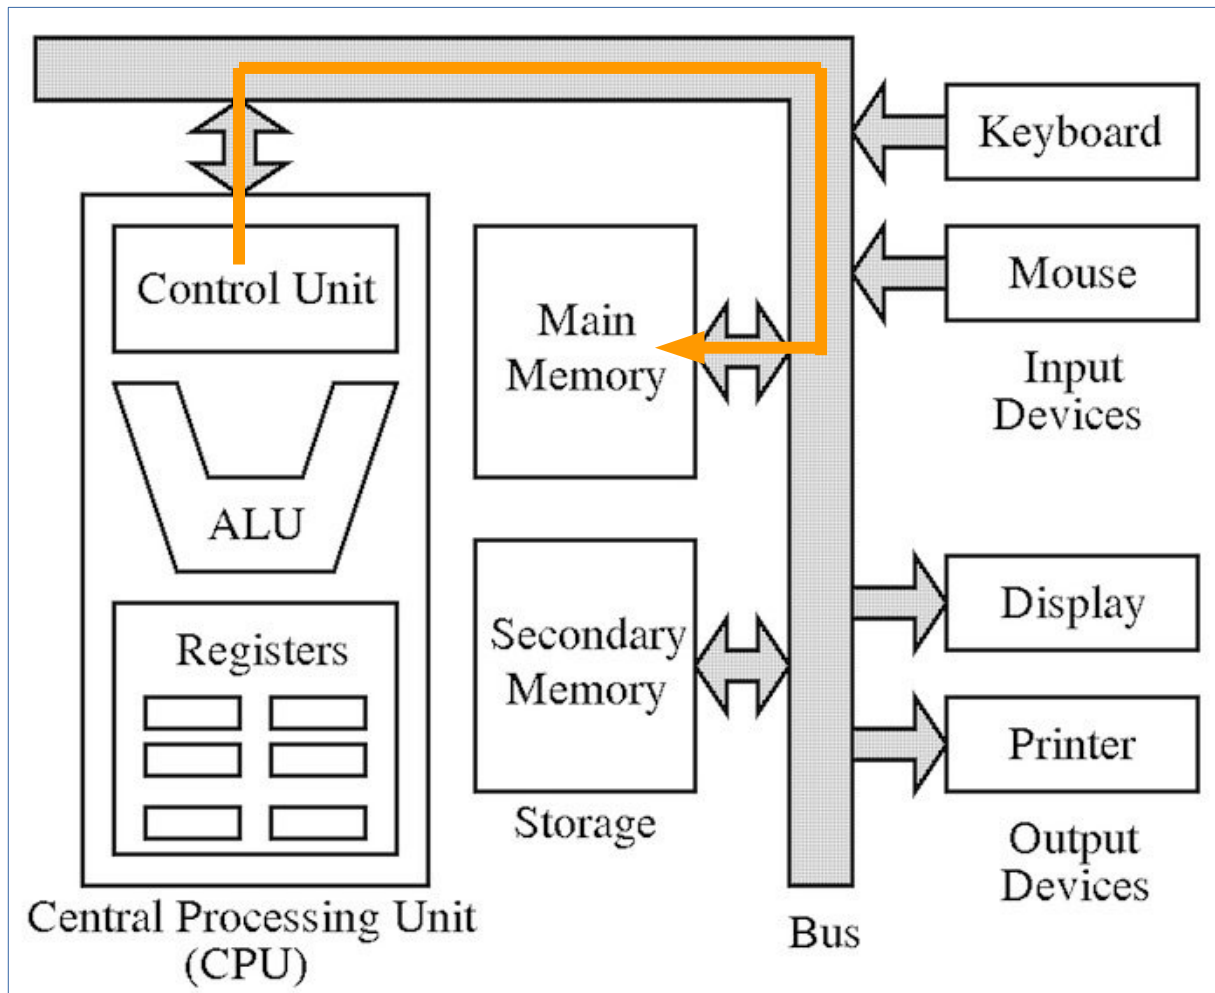 Control Unit
ALU
Registers
Central Processing Unit
(CPU)
Main
Memory
Secondary
Memory
Storage
Bus
Keyboard
Mouse
Input
Devices
Display
Printer
Output
Devices